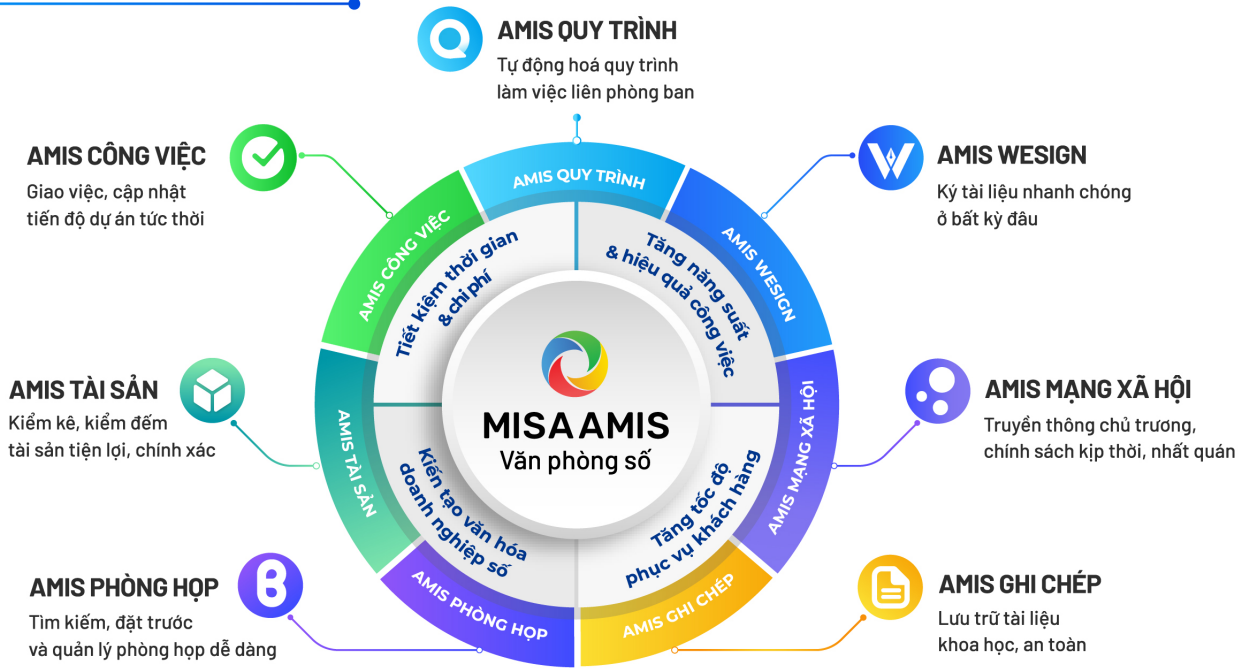 AMIS QUY TRÌNH
Tự động hoá quy trình
làm việc liên phòng ban
AMIS CÔNG VIỆC
Giao việc, cập nhật
tiến độ dự án tức thời
AMIS WESIGN
Ký tài liệu nhanh chóng
ở bất kỳ đâu
AMIS TÀI SẢN
Kiểm kê, kiểm đếm
tài sản tiện lợi, chính xác
AMIS MẠNG XÃ HỘI
Truyền thông chủ trương,
chính sách kịp thời, nhất quán
AMIS PHÒNG HỌP
Tìm kiếm, đặt trước
và quản lý phòng họp dễ dàng
AMIS GHI CHÉP
Lưu trữ tài liệu
khoa học, an toàn
AMIS QUY TRÌNH
AMIS WESIGN
AMIS MẠNG XÃ HỘI
AMIS GHI CHÉP
AMIS PHÒNG HỌP
AMIS TÀI SẢN
AMIS CÔNG VIỆC
Tiết kiệm thời gian
& chi phí
Tăng năng suất
& hiệu quả công việc
Tăng tốc độ
phục vụ khách hàng
Kiến tạo văn hóa
doanh nghiệp số
MISA AMIS
Văn phòng số